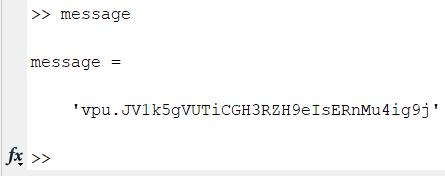 >> message
message =
'vpu.JV1k5gVUTiCGH3RZH9eIsERnMu4ig9j'
fx >>